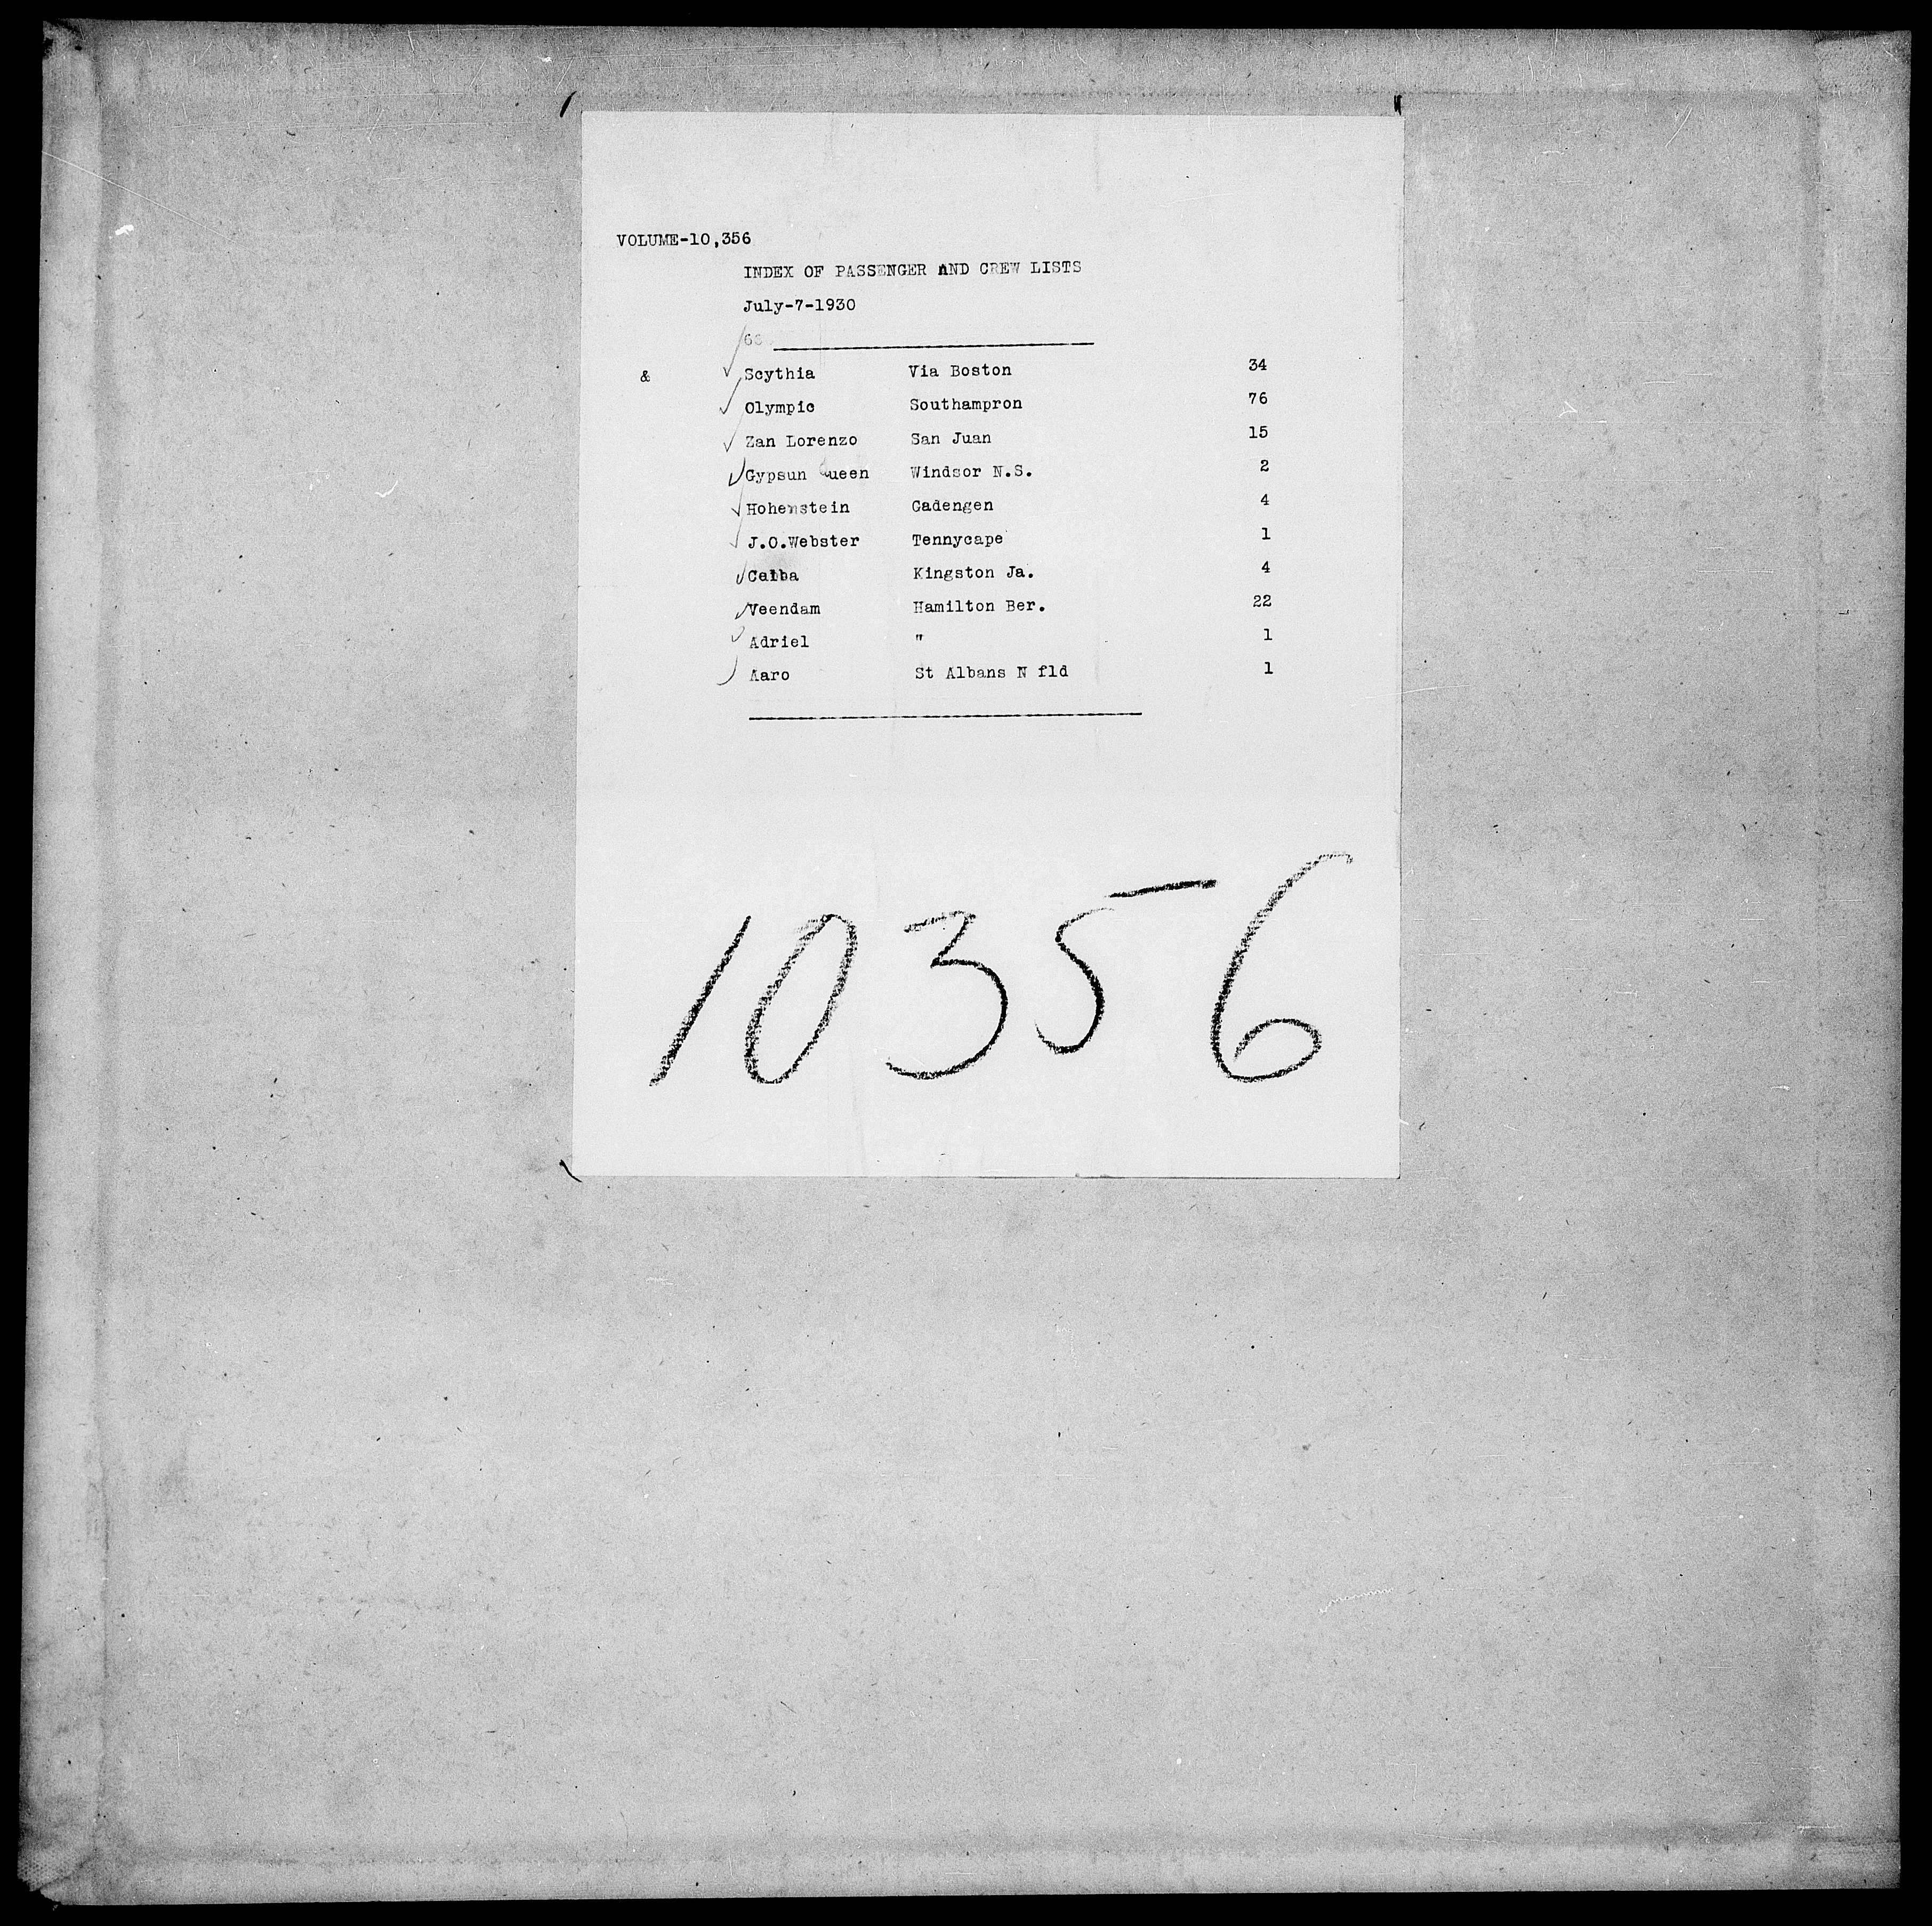 VOLUME-10,356
INDEX OF PASSENGER AND CREW LISTS
July-7-1930
& Scythia Via Boston 34
Olympic Southampron 76
Zan Lorenzo San Juan 15
Gypsun Queen Windsor N.S. 2
Hohenstein Gadengen 4
J.O.Webster Tennycape 1
Kingston Ja. 4
Veendam Hamilton Ber. 22
Adriel " 1
Aaro St Albans N fld 1
10356